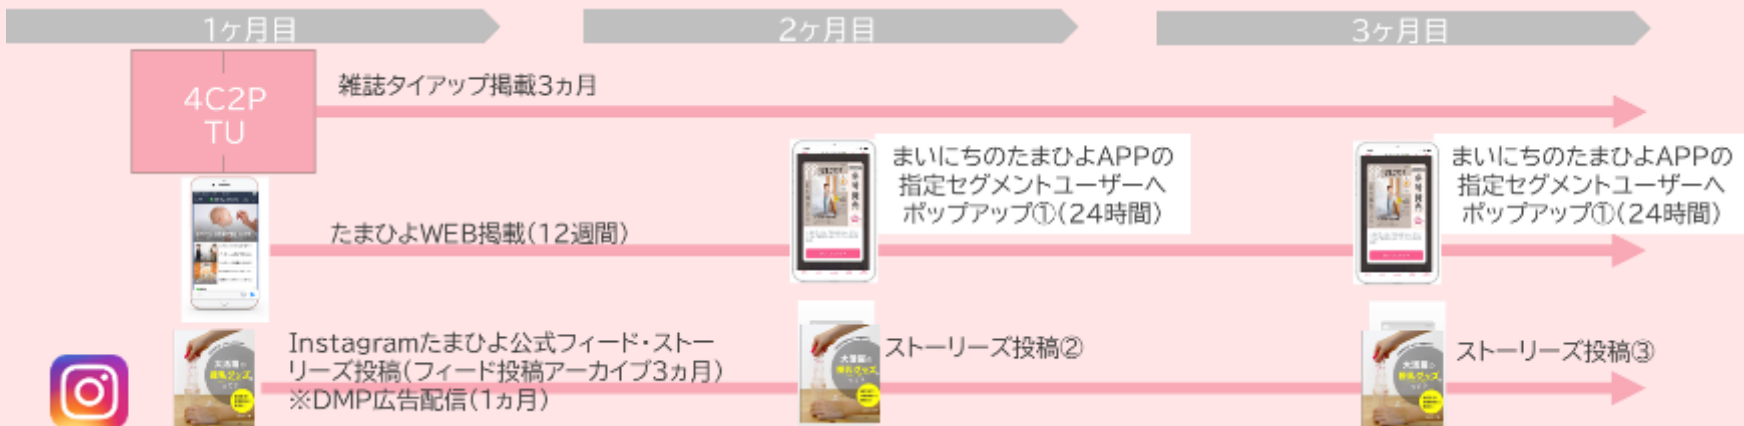 1ケ月目
2ケ月目
3ケ月目
4C2P
TU
雑誌タイアップ掲載3ヵ月
まいにちのたまひよAPPの
指定セグメントユーザーへ
ポップアップ①(24時間)
まいにちのたまひよAPPの
指定セグメントユーザーへ
ポップアップ①(24時間)
たまひよWEB掲載(12週間)
Instagramたまひよ公式フィード・ストー
リーズ投稿(フィード投稿アーカイブ3ヵ月)
※DMP広告配信(1ヵ月)
ストーリーズ投稿②
ストーリーズ投稿③